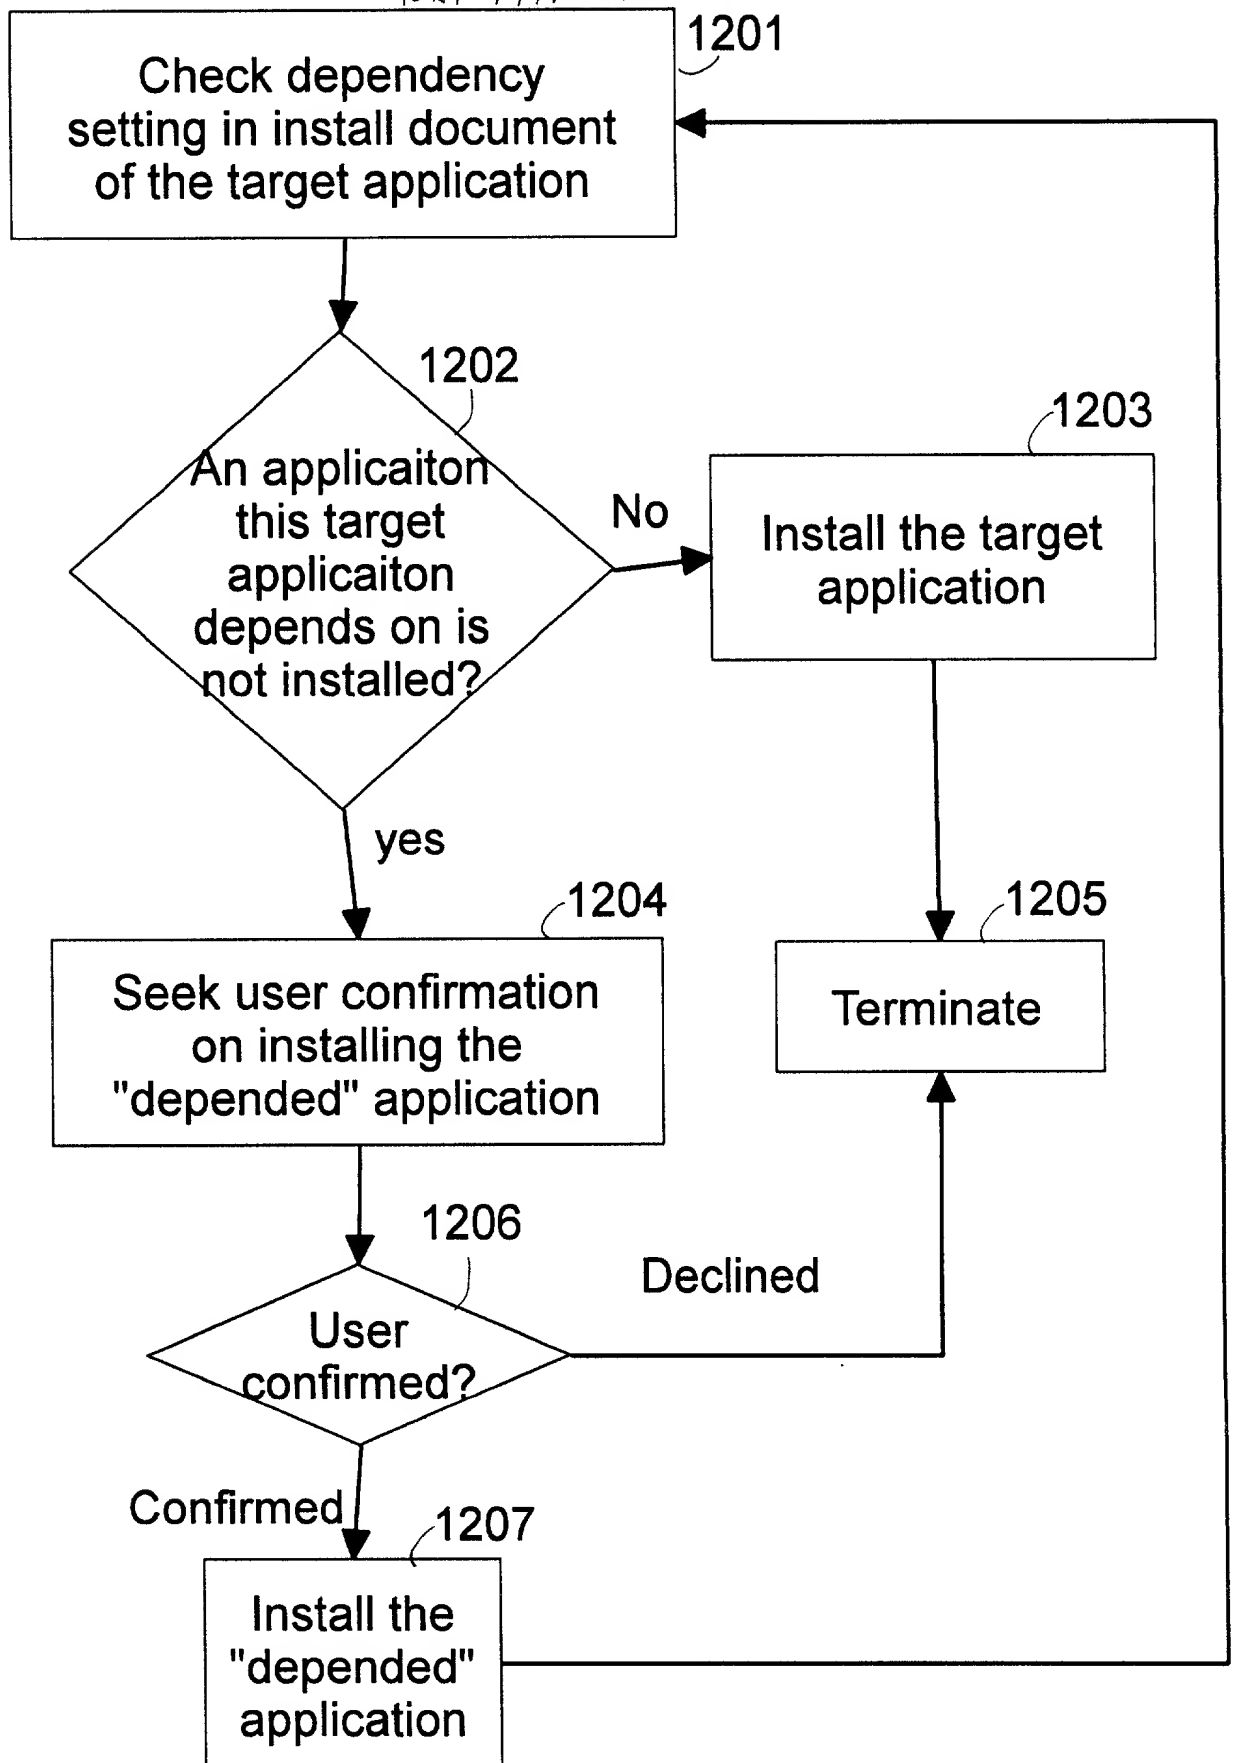 1201
Check dependency
setting in install document
of the target application
1202
An applicaiton
this target
applicaiton
depends on is
not installed?
No
1203
Install the target
application
yes
1204
Seek user confirmation
on installing the
"depended" application
1205
Terminate
1206
User
confirmed?
Declined
Confirmed
1207
Install the
"depended"
application